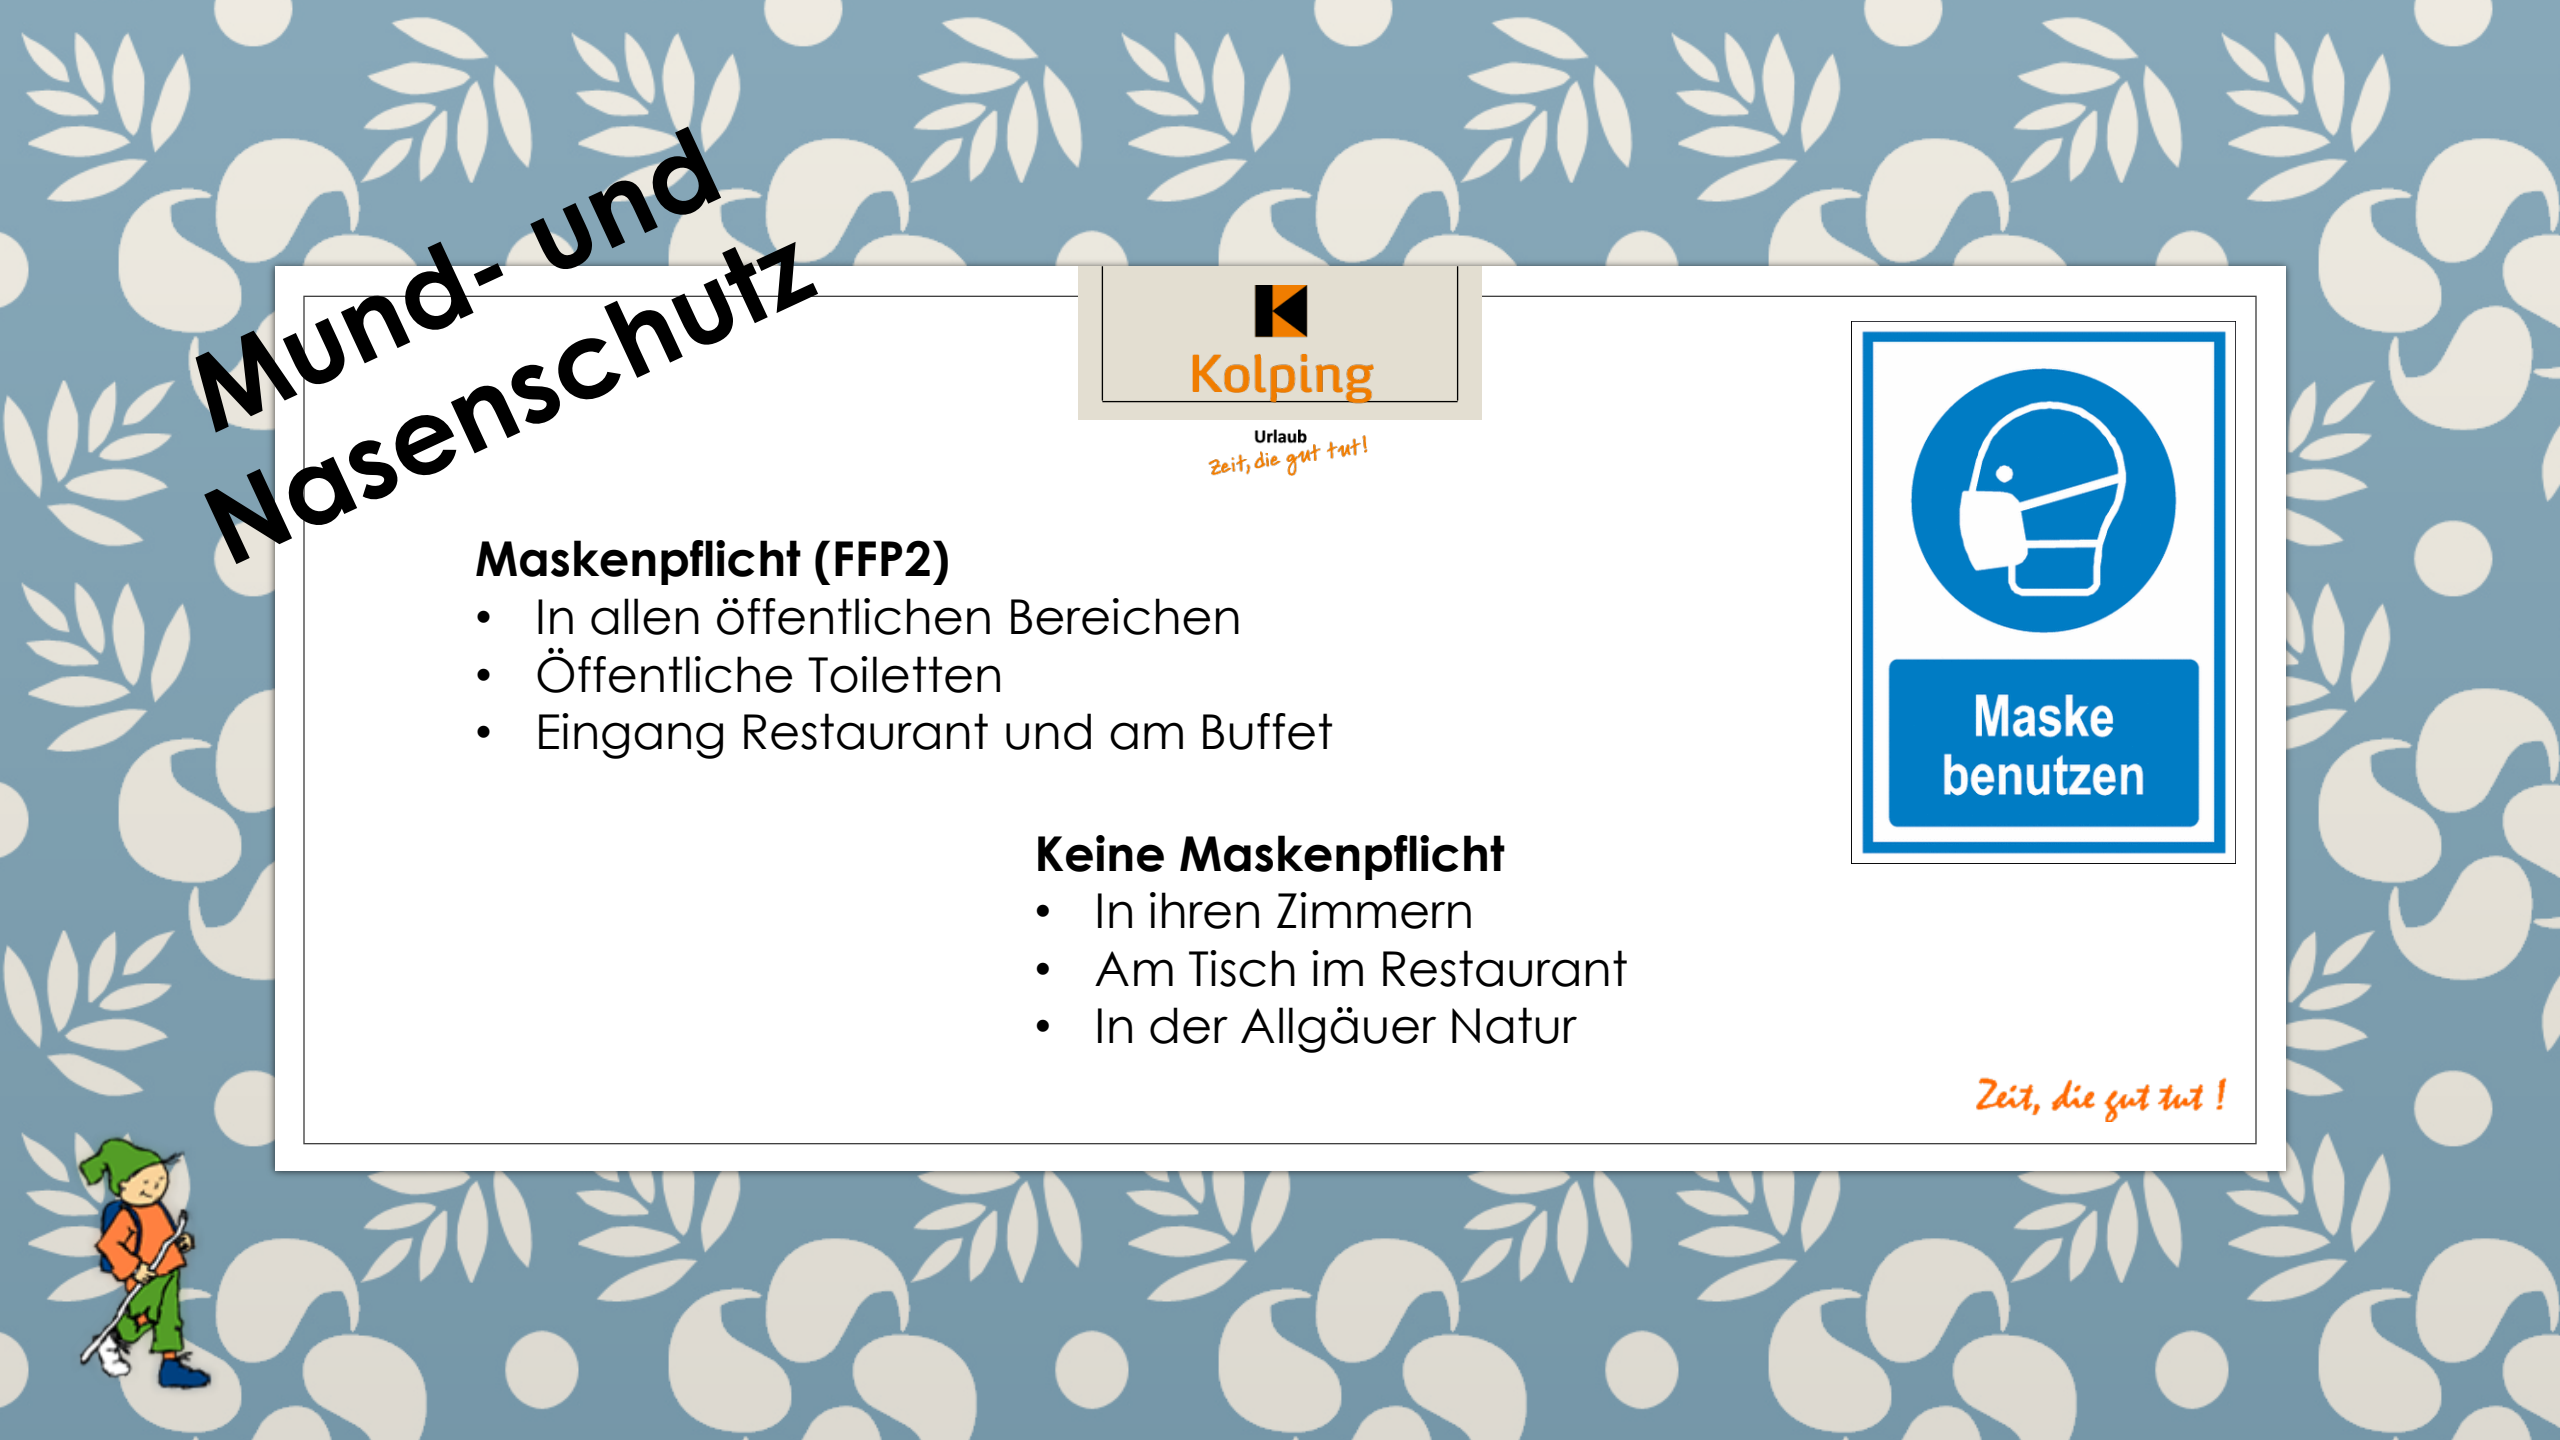 Mund- und
Nasenschutz
Kolping
Urlaub
Zeit, die gut tut!
Maskenpflicht (FFP2)
• In allen öffentlichen Bereichen
• Öffentliche Toiletten
• Eingang Restaurant und am Buffet
Maske
benutzen
Keine Maskenpflicht
• In ihren Zimmern
• Am Tisch im Restaurant
• In der Allgäuer Natur
Zeit, die gut tut !